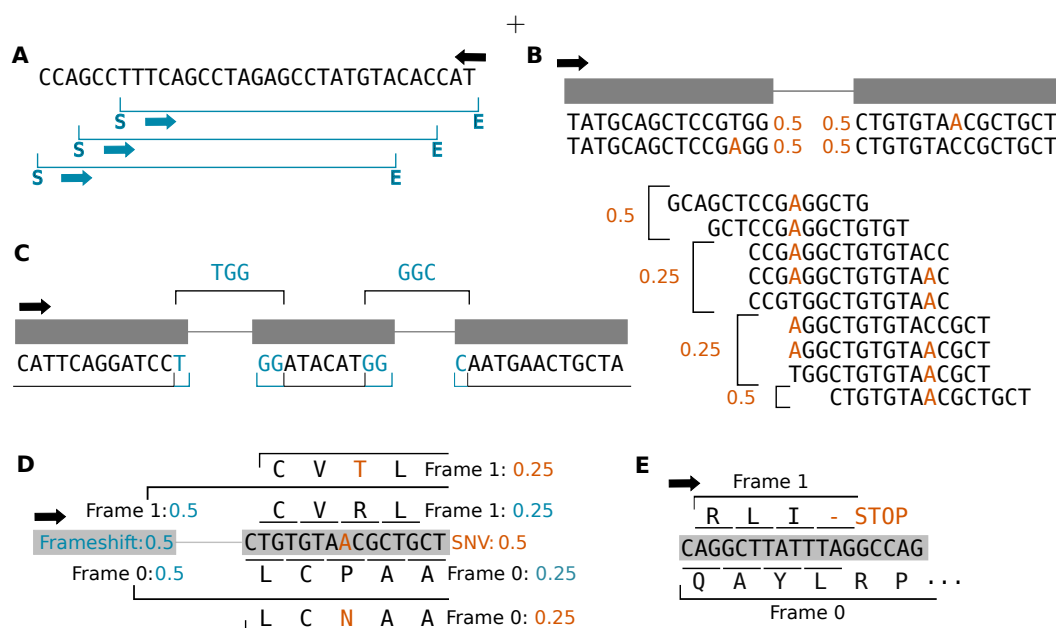 +
A
CCAGCCTTTCAGCCTAGAGCCTATGTACACCAT
S E
S E
S E
B
TATGCAGCTCCGTGG 0.5 0.5 CTGTGTAACGCTGCT
TATGCAGCTCCGAGG 0.5 0.5 CTGTGTACCGCTGCT
0.5
GCAGCTCCGAGGCTG
GCTCCGAGGCTGTGT
0.25
CCGAGGCTGTGTACC
CCGAGGCTGTGTAAC
CCGTGGCTGTGTAAC
0.25
AGGCTGTGTACCGCT
AGGCTGTGTAACGCT
TGGCTGTGTAACGCT
0.5
CTGTGTAACGCTGCT
C
TGG GGC
CATTCAGGATCCT GGATACATGG CAATGAACTGCTA
D
C V T L Frame 1: 0.25
Frame 1:0.5 C V R L Frame 1: 0.25
Frameshift:0.5 CTGTGTAACGCTGCT SNV: 0.5
Frame 0:0.5 L C P A A Frame 0: 0.25
L C N A A Frame 0: 0.25
E
Frame 1
R L I - STOP
CAGGCTTATTTAGGCCAG
Q A Y L R P ...
Frame 0